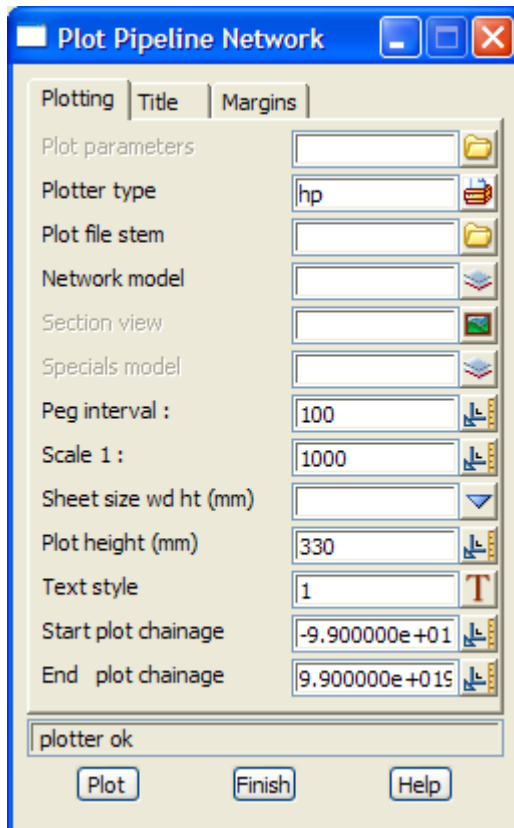 Plot Pipeline Network
Plotting Title Margins
Plot parameters
Plotter type hp
Plot file stem
Network model
Section view
Specials model
Peg interval : 100
Scale 1 : 1000
Sheet size wd ht (mm)
Plot height (mm) 330
Text style 1 T
Start plot chainage -9.900000e+01
End plot chainage 9.900000e+019
plotter ok
Plot Finish Help